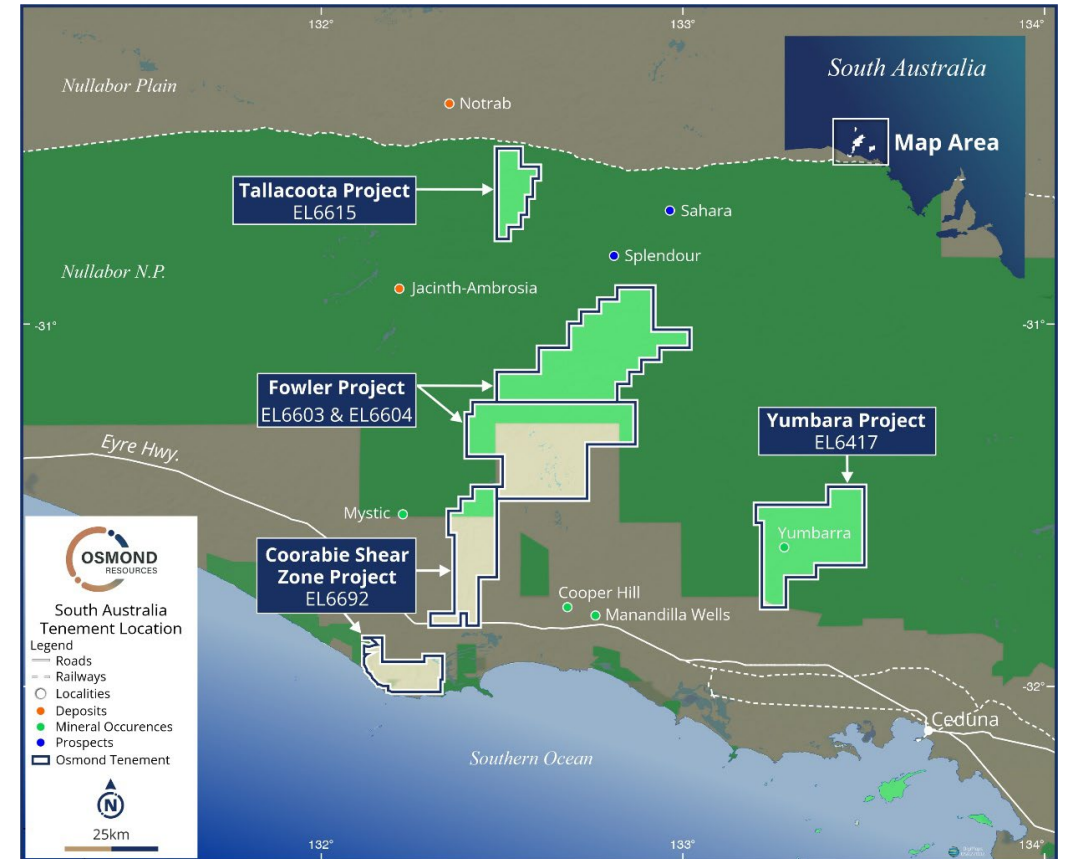 132°
133°
134°
Nullabor Plain
Notrab
South Australia
Map Area
Tallacoota Project
EL6615
Sahara
Splendour
Nullabor N.P.
Jacinth-Ambrosia
-31°
-31°
Fowler Project
EL6603 & EL6604
Yumbara Project
EL6417
Eyre Hwy.
Mystic
Yumbarra
Coorabie Shear
Zone Project
EL6692
Cooper Hill
Manandilla Wells
OSMOND
RESOURCES
South Australia
Tenement Location
Legend
Roads
Railways
Localities
Deposits
Mineral Occurences
Prospects
Osmond Tenement
N
25km
-32°
Ceduna
Southern Ocean
132°
133°
134°